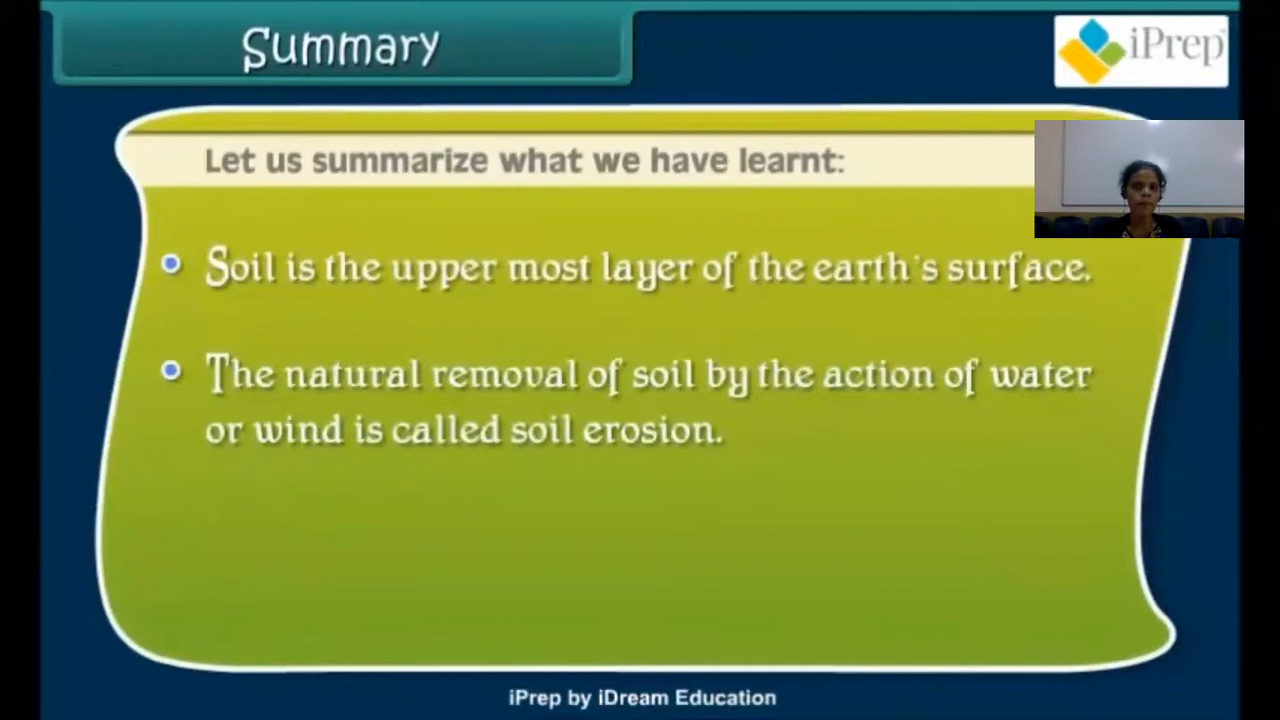 Summary
iPrep
Let us summarize what we have learnt:
Soil is the upper most layer of the earth's surface.
The natural removal of soil by the action of water
or wind is called soil erosion.
iPrep by iDream Education